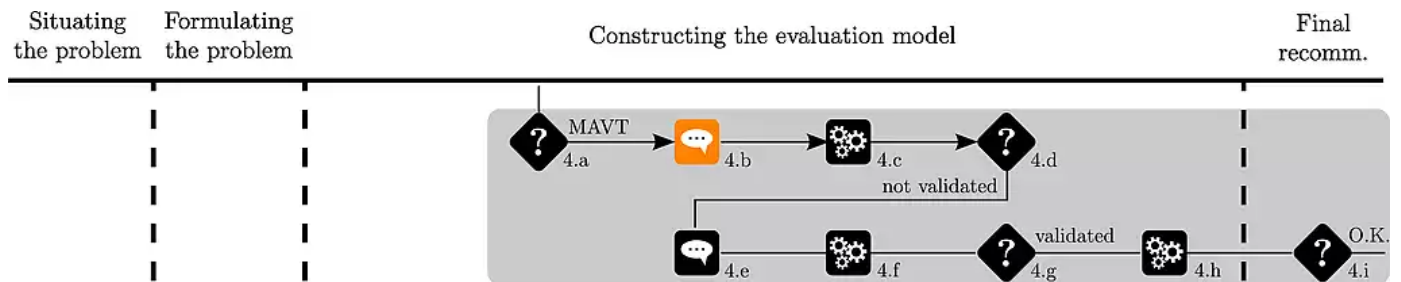 Situating
the problem
Formulating
the problem
Constructing the evaluation model
Final
recomm.
?
MAVT
4.a
4.b
4.c
?
4.d
not validated
4.e
4.f
?
validated
4.g
4.h
?
O.K.
4.i